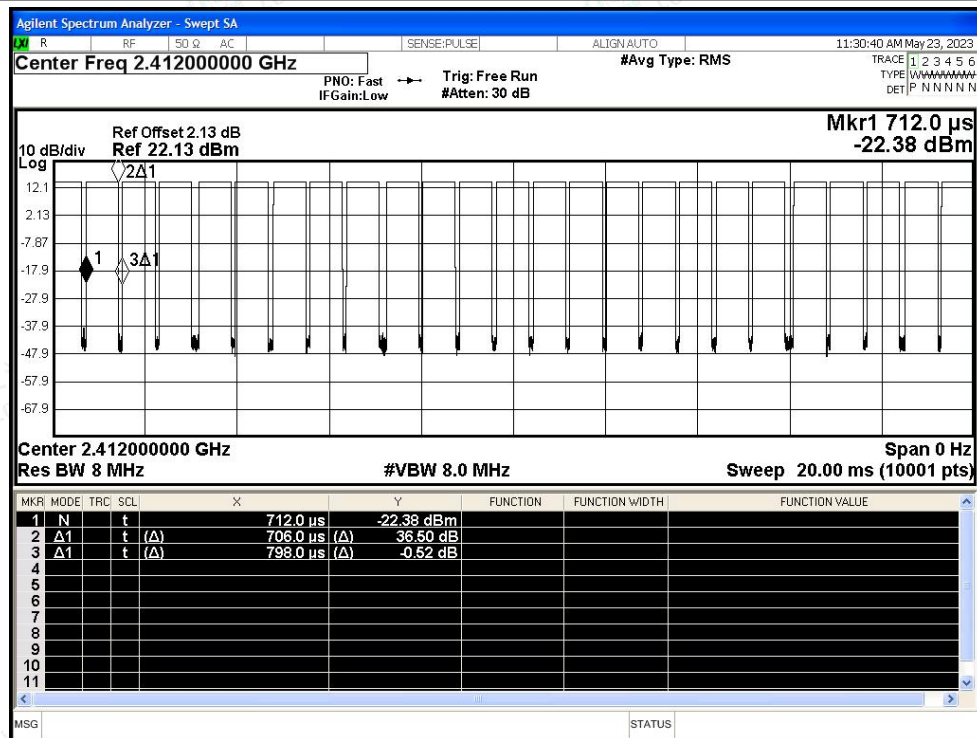 Agilent Spectrum Analyzer - Swept SA
LXI R RF 50 Ω AC SENSE:PULSE ALIGN AUTO 11:30:40 AM May 23, 2023
Center Freq 2.412000000 GHz
#Avg Type: RMS
TRACE 1 2 3 4 5 6
PNO: Fast Trig: Free Run
TYPE WWWWWW
IFGain:Low #Atten: 30 dB
DET P N N N N N
Mkr1 712.0 µs
Ref Offset 2.13 dB
10 dB/div Ref 22.13 dBm -22.38 dBm
Log
2Δ1
12.1
2.13
-7.87
1 3Δ1
-17.9
-27.9
-37.9
-47.9
-57.9
-67.9
Center 2.412000000 GHz Span 0 Hz
Res BW 8 MHz #VBW 8.0 MHz Sweep 20.00 ms (10001 pts)
MKR MODE TRC SCL X Y FUNCTION FUNCTION WIDTH FUNCTION VALUE
1 N t 712.0 µs -22.38 dBm
2 Δ1 t (Δ) 706.0 µs (Δ) 36.50 dB
3 Δ1 t (Δ) 798.0 µs (Δ) -0.52 dB
4
5
6
7
8
9
10
11
MSG STATUS